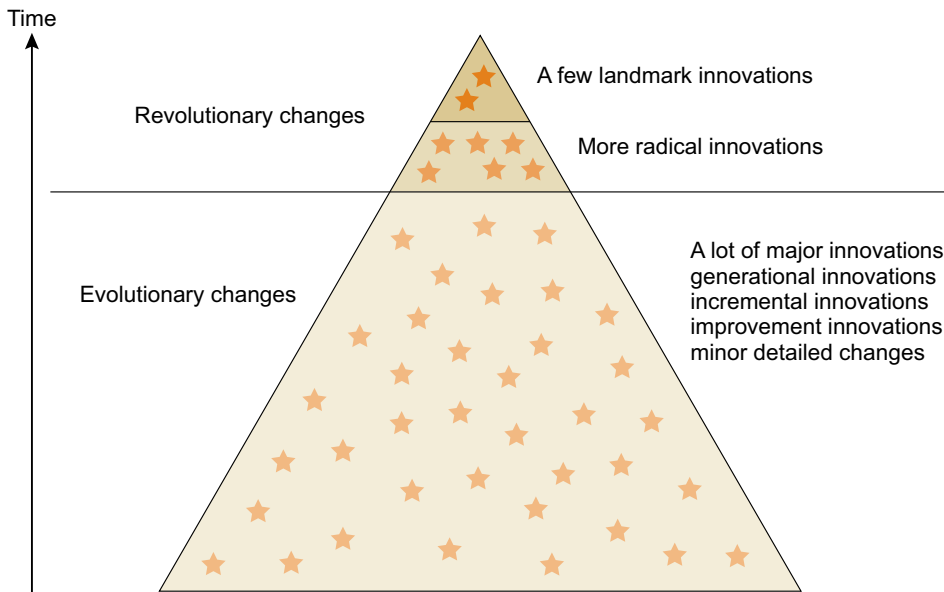 Time
A few landmark innovations
Revolutionary changes
More radical innovations
A lot of major innovations
generational innovations
Evolutionary changes
incremental innovations
improvement innovations
minor detailed changes